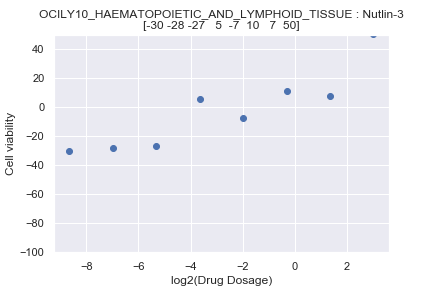 OCILY10_HAEMATOPOIETIC_AND_LYMPHOID_TISSUE : Nutlin-3
[-30 -28 -27 5 -7 10 7 50]
40
20
0
−20
−40
−60
−80
−100
Cell viability
−8 −6 −4 −2 0 2
log2(Drug Dosage)